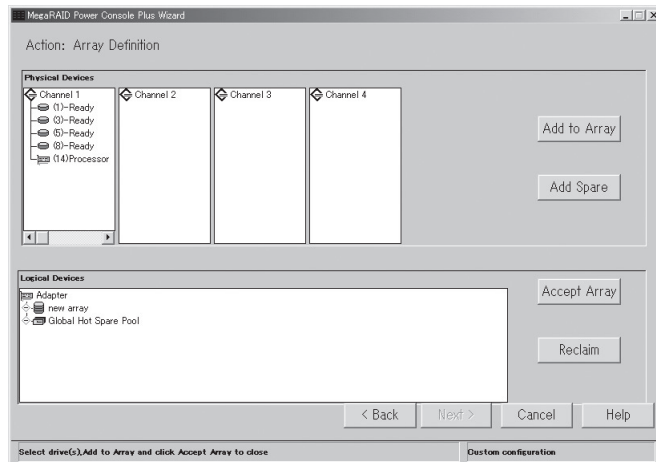 MegaRAID Power Console Plus Wizard
Action: Array Definition
Physical Devices
Channel 1
(1)-Ready
(3)-Ready
(5)-Ready
(8)-Ready
(14)Processor
Channel 2
Channel 3
Channel 4
Add to Array
Add Spare
Logical Devices
Adapter
new array
Global Hot Spare Pool
Accept Array
Reclaim
< Back
Next >
Cancel
Help
Select drive(s),Add to Array and click Accept Array to close
Custom configuration